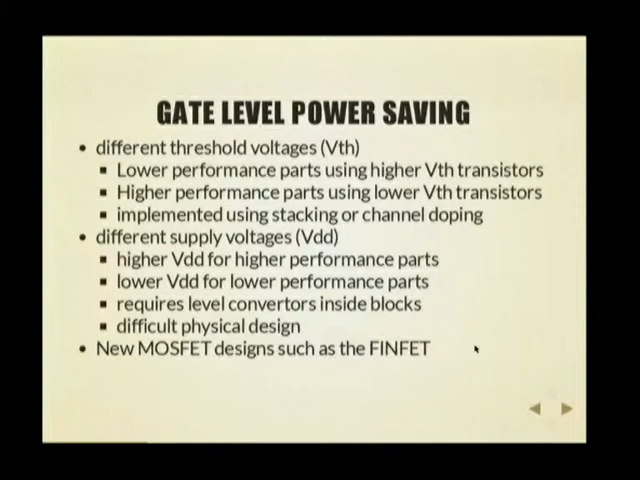 GATE LEVEL POWER SAVING
• different threshold voltages (Vth)
▪ Lower performance parts using higher Vth transistors
▪ Higher performance parts using lower Vth transistors
▪ implemented using stacking or channel doping
• different supply voltages (Vdd)
▪ higher Vdd for higher performance parts
▪ lower Vdd for lower performance parts
▪ requires level convertors inside blocks
▪ difficult physical design
• New MOSFET designs such as the FINFET